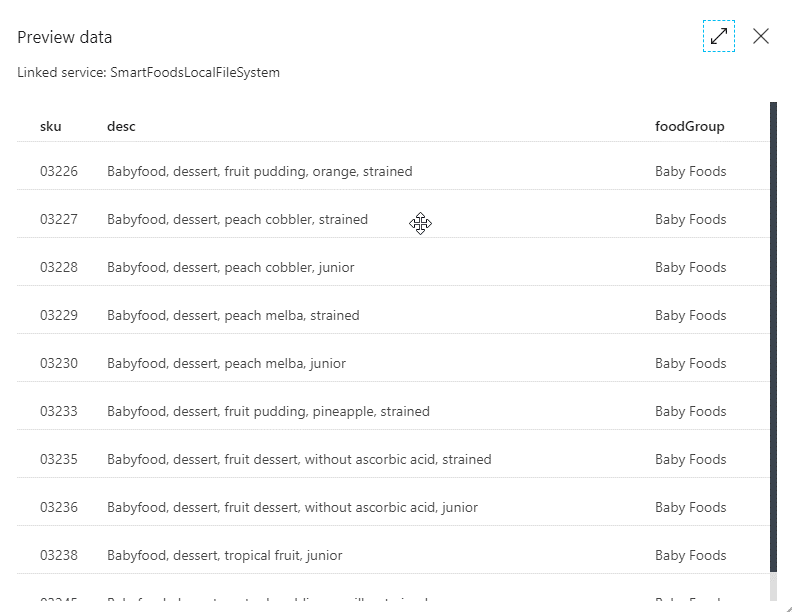 Preview data
Linked service: SmartFoodsLocalFileSystem
sku desc foodGroup
03226 Babyfood, dessert, fruit pudding, orange, strained Baby Foods
03227 Babyfood, dessert, peach cobbler, strained Baby Foods
03228 Babyfood, dessert, peach cobbler, junior Baby Foods
03229 Babyfood, dessert, peach melba, strained Baby Foods
03230 Babyfood, dessert, peach melba, junior Baby Foods
03233 Babyfood, dessert, fruit pudding, pineapple, strained Baby Foods
03235 Babyfood, dessert, fruit dessert, without ascorbic acid, strained Baby Foods
03236 Babyfood, dessert, fruit dessert, without ascorbic acid, junior Baby Foods
03238 Babyfood, dessert, tropical fruit, junior Baby Foods